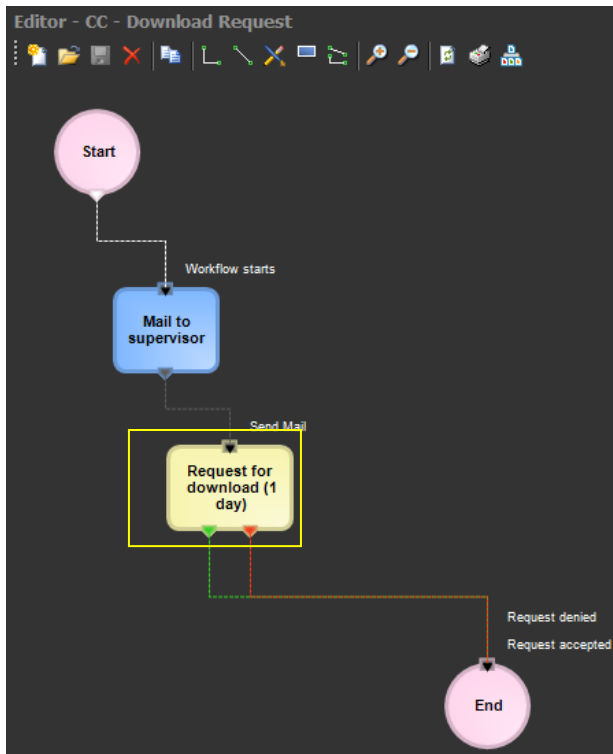 Editor - CC - Download Request
Start
Workflow starts
Mail to
supervisor
Send Mail
Request for
download (1
day)
Request denied
Request accepted
End